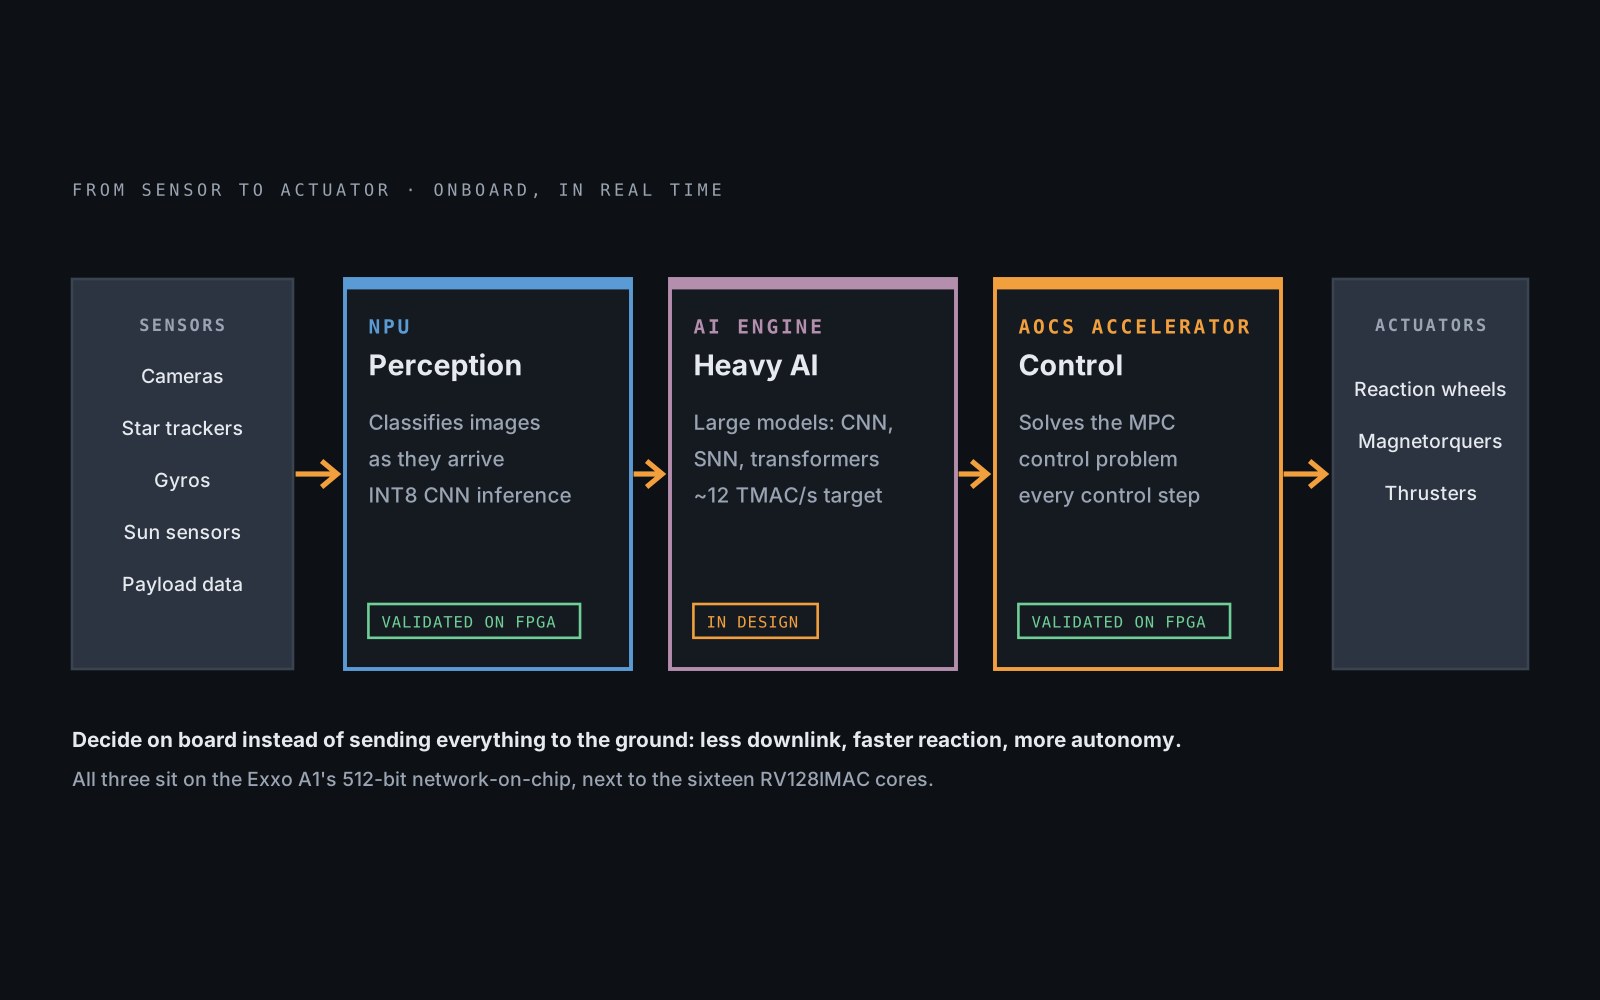 FROM SENSOR TO ACTUATOR · ONBOARD, IN REAL TIME
SENSORS
Cameras
Star trackers
Gyros
Sun sensors
Payload data
NPU
Perception
Classifies images
as they arrive
INT8 CNN inference
VALIDATED ON FPGA
AI ENGINE
Heavy AI
Large models: CNN,
SNN, transformers
~12 TMAC/s target
IN DESIGN
AOCS ACCELERATOR
Control
Solves the MPC
control problem
every control step
VALIDATED ON FPGA
ACTUATORS
Reaction wheels
Magnetorquers
Thrusters
Decide on board instead of sending everything to the ground: less downlink, faster reaction, more autonomy.
All three sit on the Exxo A1's 512-bit network-on-chip, next to the sixteen RV128IMAC cores.